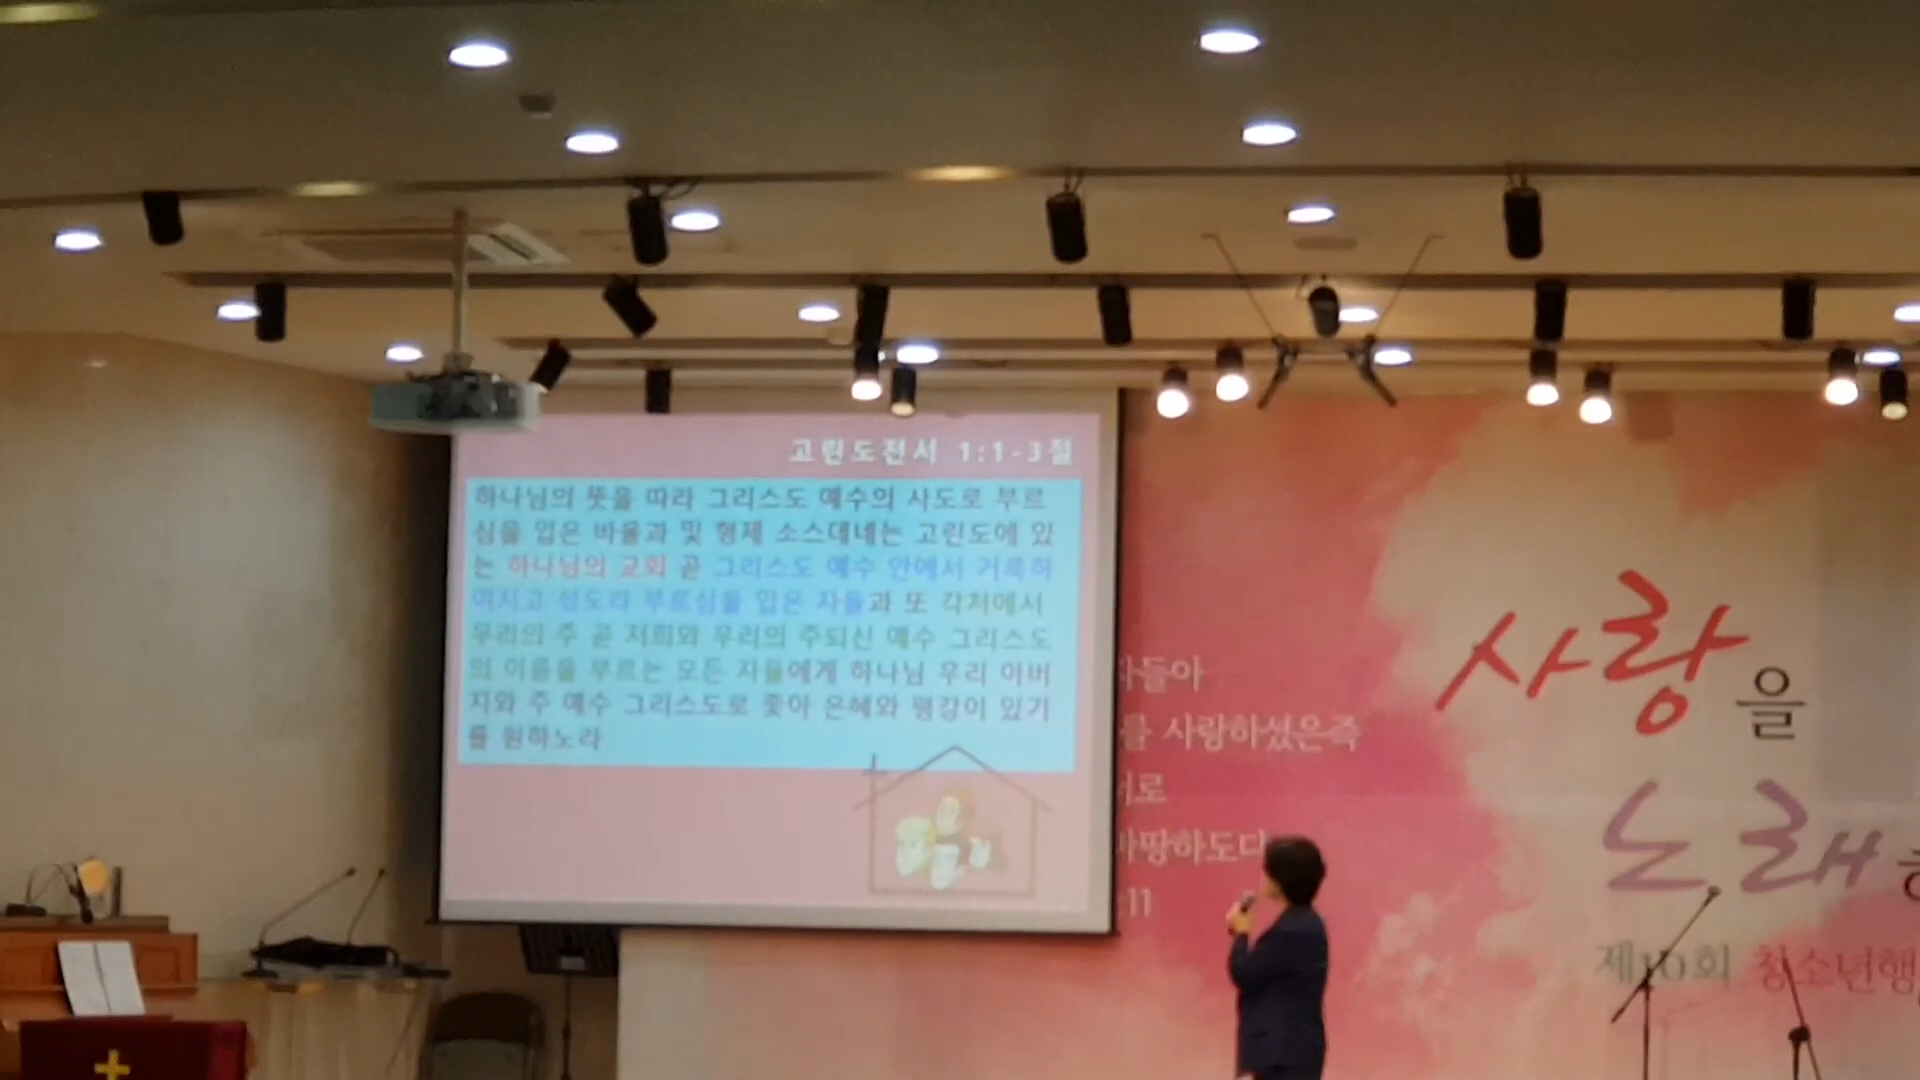 고린도전서 1:1-3절
하나님의 뜻을 따라 그리스도 예수의 사도로 부르
심을 입은 바울과 및 형제 소스데네는 고린도에 있
는 하나님의 교회 곧 그리스도 예수 안에서 거룩하
여지고 성도라 부르심을 입은 자들과 또 각처에서
우리의 주 곧 저희와 우리의 주되신 예수 그리스도
의 이름을 부르는 모든 자들에게 하나님 우리 아버
지와 주 예수 그리스도로 좇아 은혜와 평강이 있기
를 원하노라
자들아
를 사랑하셨은즉
로
마땅하도다
:11
사랑을
노래
제10회 청소년행